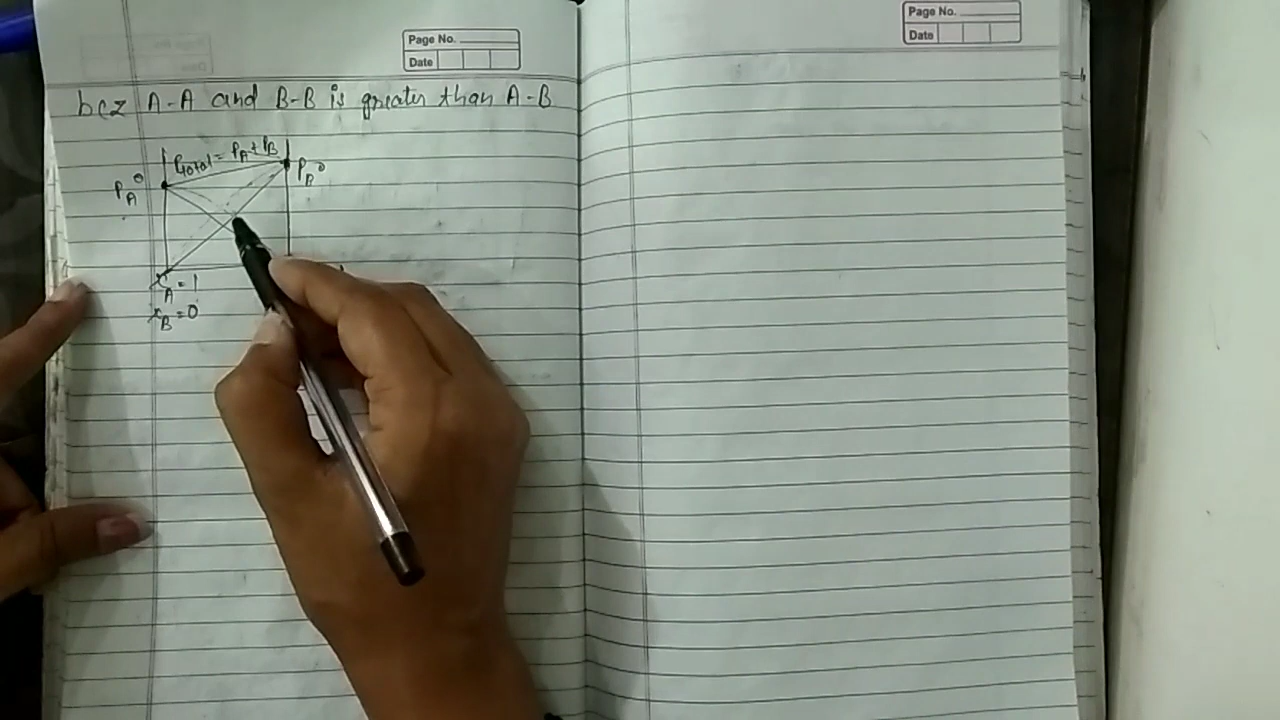 Page No.
Date
Page No.
Date
bcz A-A and B-B is greater than A-B
Ptotal = PA + PB
PA°
PB°
xA = 1
xB = 0